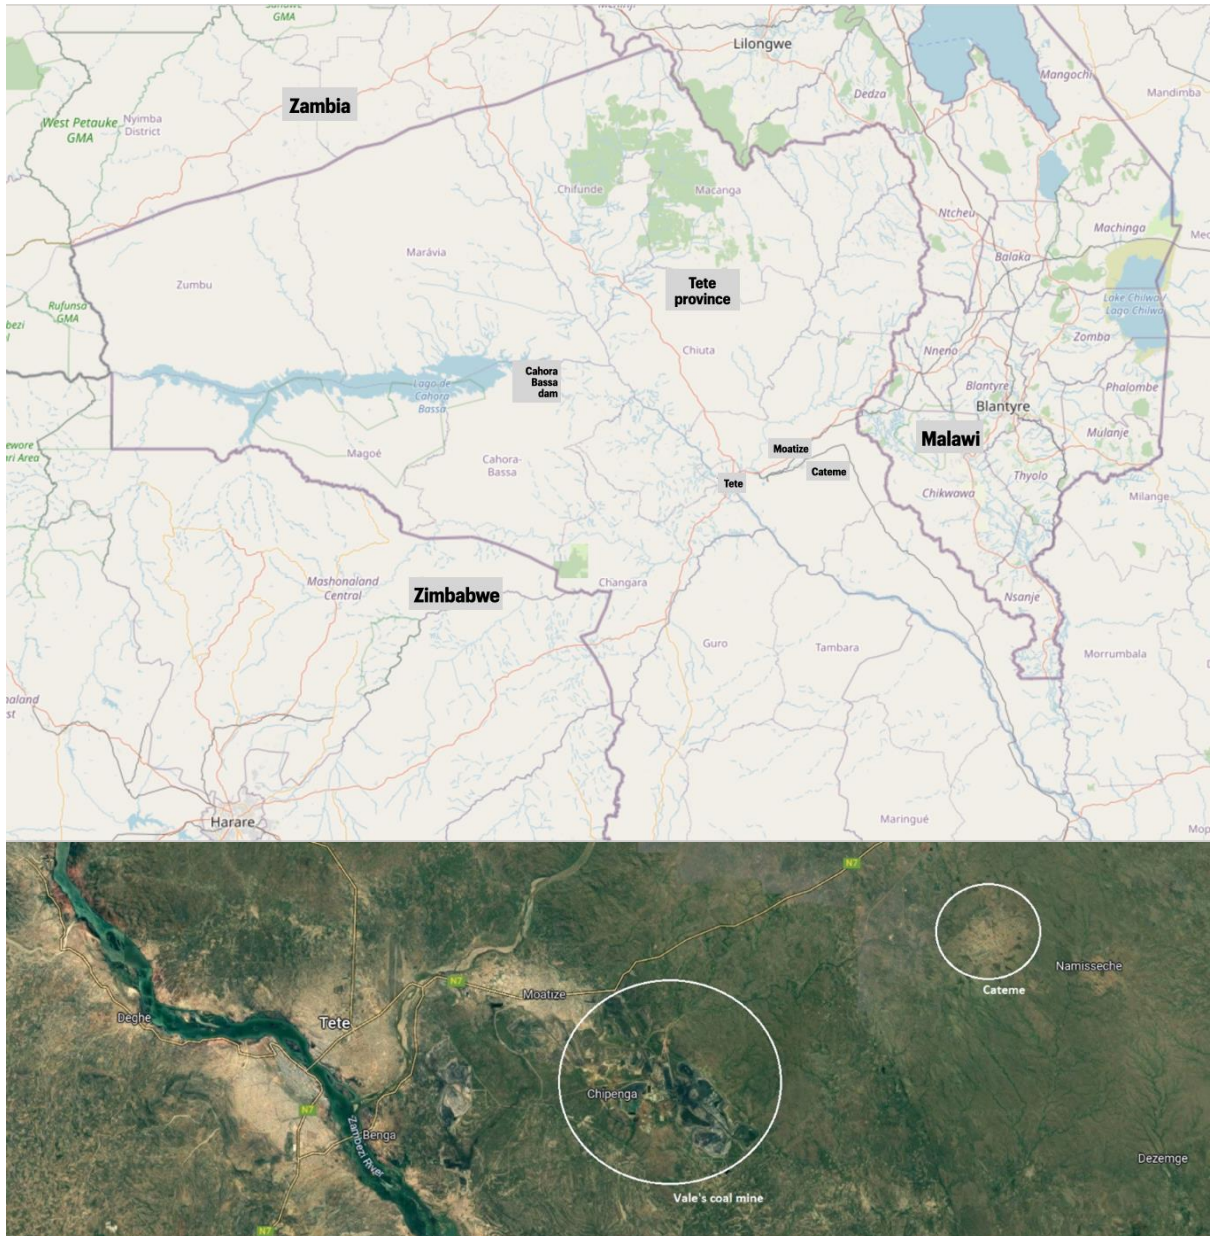 GMA
Lilongwe
Mangochi
Mandimba
Zambia
Dedza
West Petauke
GMA
Nyimba
District
Chifunde
Macanga
Ntcheu
Machinga
Marávia
Balaka
Tete
province
Zumbu
Rufunsa
GMA
Lake Chilwa/
Lago Chilwa
Zomba
Nneno
Chiuta
Cahora
Bassa
dam
Lago de
Cahora
Bassa
Blantyre
Phalombe
Blantyre
Malawi
Mulanje
Moatize
Magoé
Cahora-
Bassa
Cateme
Tete
Thyolo
Chikwawa
Milange
Mashonaland
Central
Zimbabwe
Changara
Nsanje
Guro
Tambara
Morrumbala
Harare
Maringué
N7
Namisseche
Cateme
N7
Moatize
Deghe
Tete
Chipenga
N7
Benga
Zambezi River
Dezemge
Vale's coal mine
N7